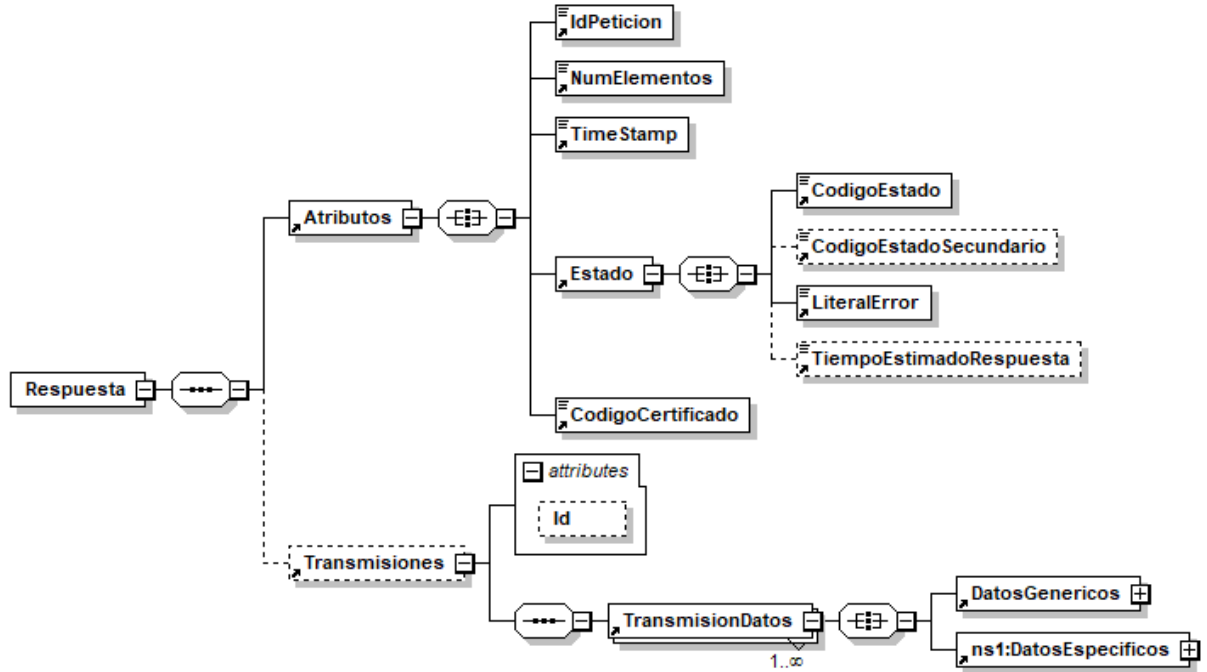 IdPeticion
NumElementos
TimeStamp
CodigoEstado
Atributos
CodigoEstadoSecundario
Estado
LiteralError
TiempoEstimadoRespuesta
Respuesta
CodigoCertificado
attributes
Id
Transmisiones
DatosGenericos
TransmisionDatos
ns1:DatosEspecificos
1..∞